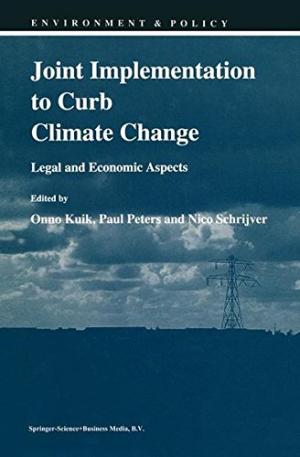 ENVIRONMENT & POLICY
Joint Implementation
to Curb
Climate Change
Legal and Economic Aspects
Edited by
Onno Kuik, Paul Peters and Nico Schrijver
Springer-Science+Business Media, B.V.